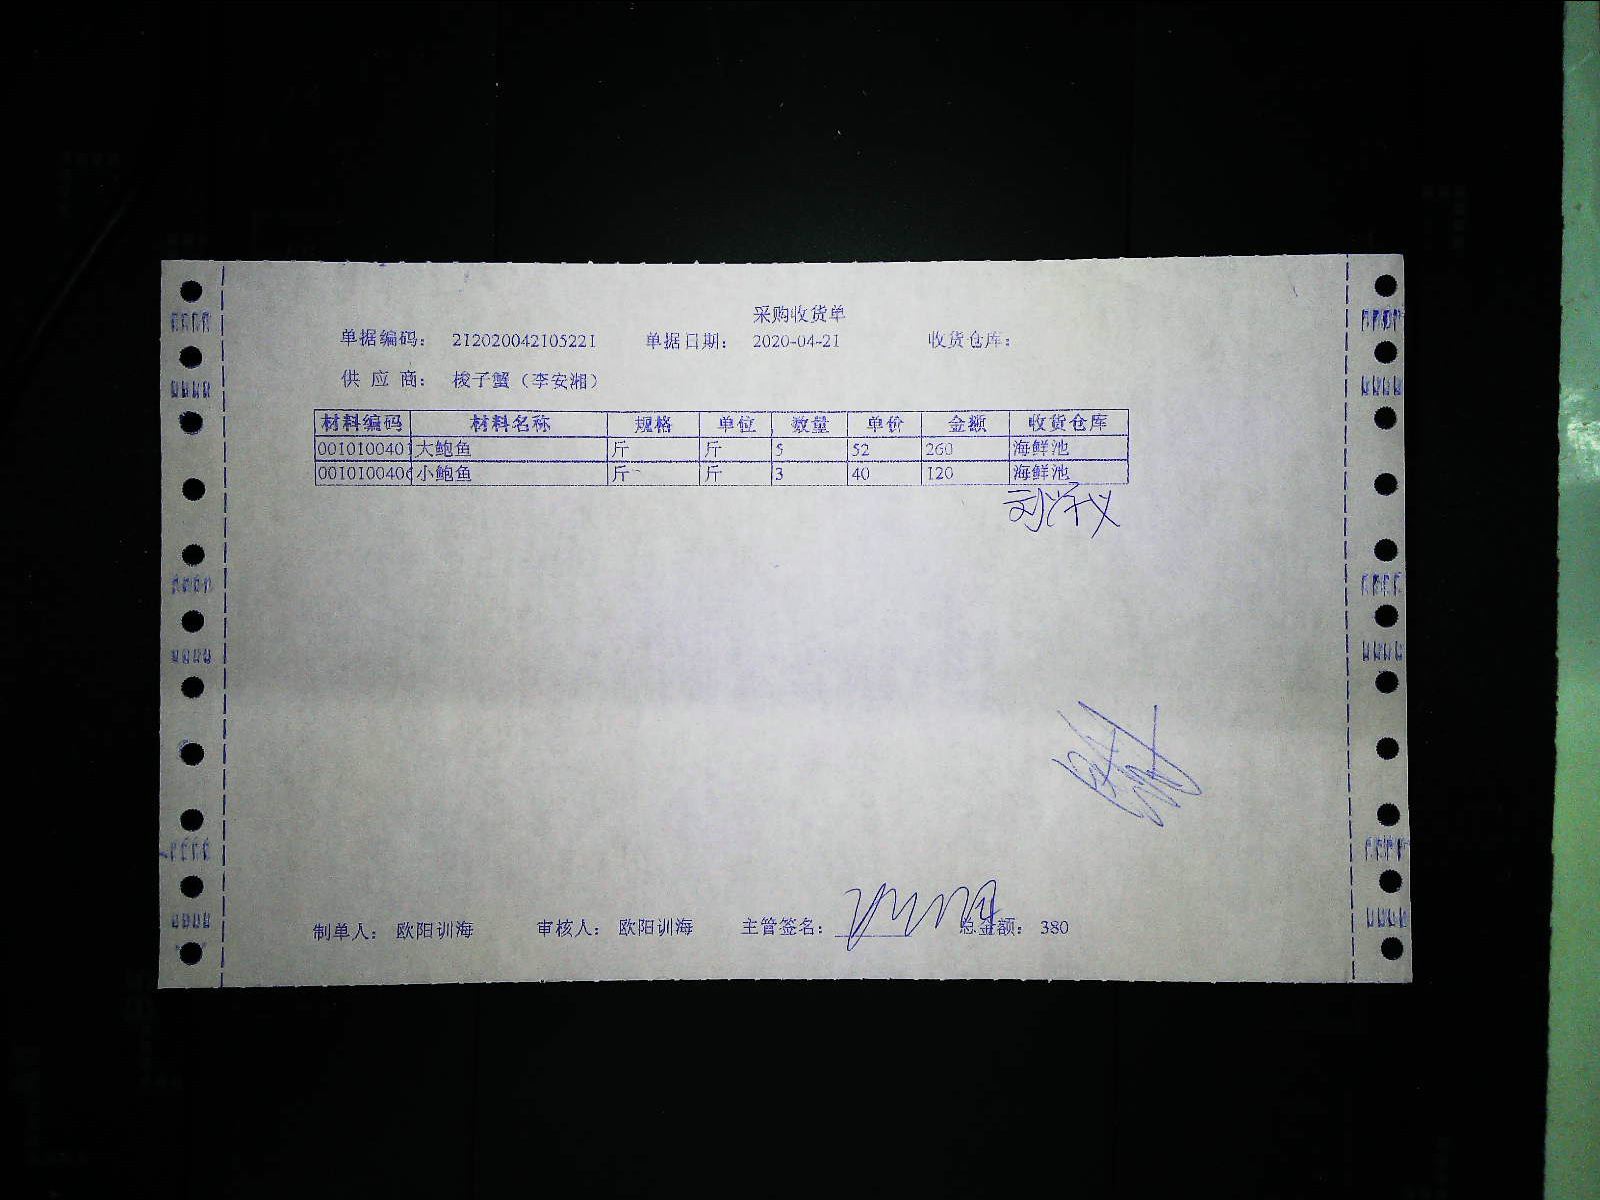 采购收货单
单据编码： 212020042105221 单据日期： 2020-04-21 收货仓库：
供 应 商： 梭子蟹（李安湘）
材料编码 材料名称 规格 单位 数量 单价 金额 收货仓库
001010040 大鲍鱼 斤 斤 5 52 260 海鲜池
001010040 小鲍鱼 斤 斤 3 40 120 海鲜池
制单人： 欧阳训海 审核人： 欧阳训海 主管签名： 总金额： 380